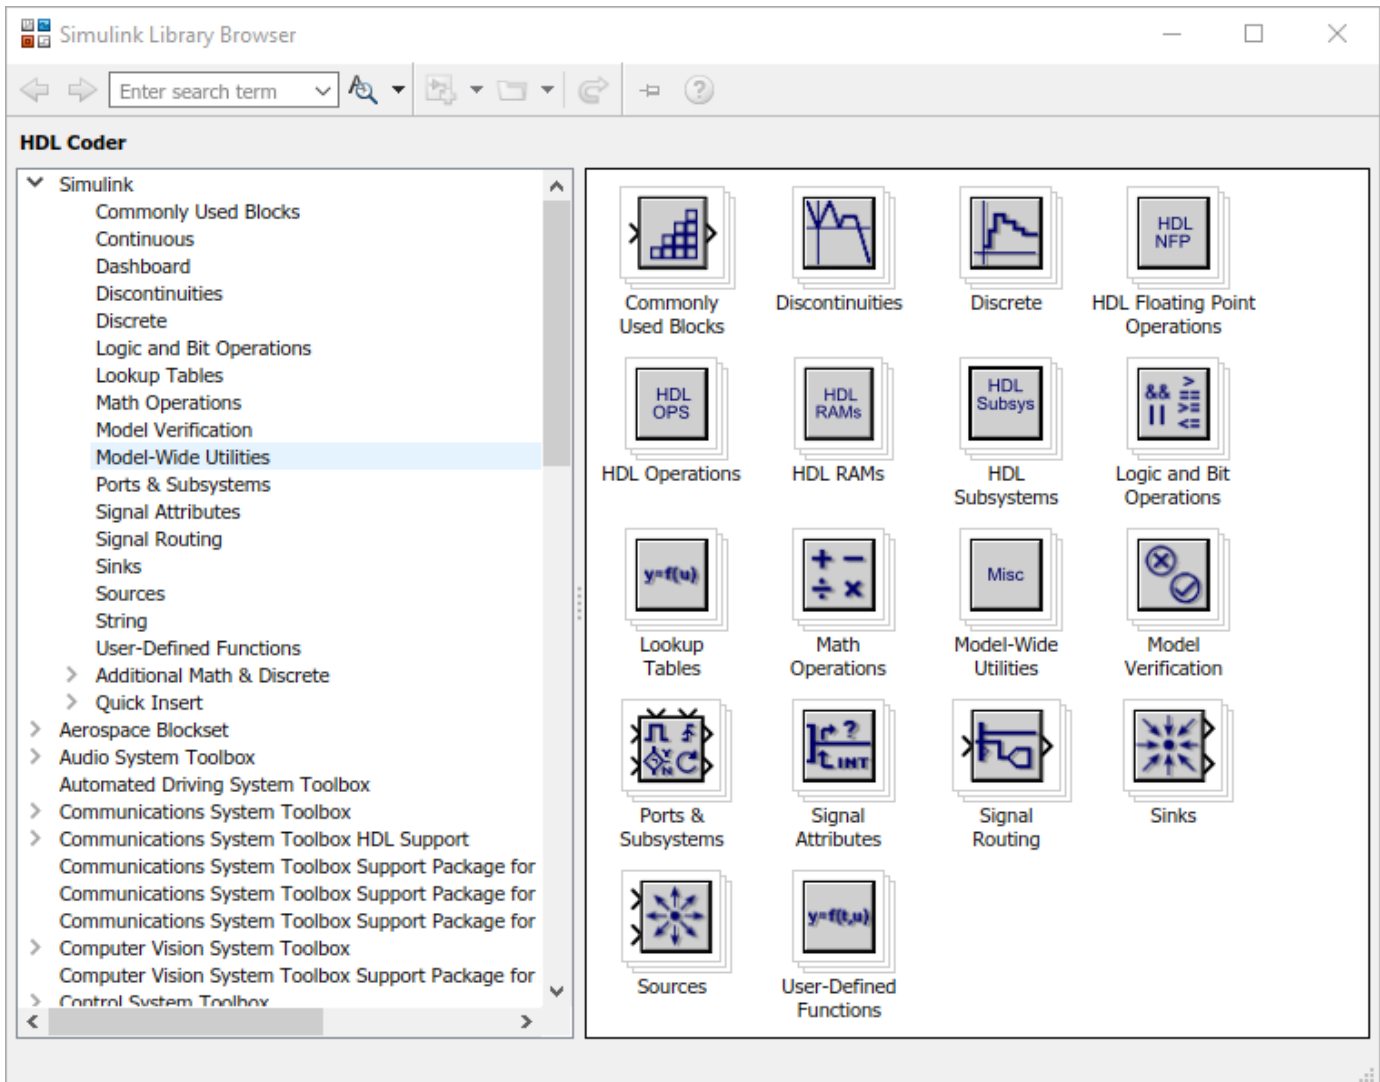 Simulink Library Browser
Enter search term
HDL Coder
Simulink
Commonly Used Blocks
Continuous
Dashboard
Discontinuities
Discrete
Logic and Bit Operations
Lookup Tables
Math Operations
Model Verification
Model-Wide Utilities
Ports & Subsystems
Signal Attributes
Signal Routing
Sinks
Sources
String
User-Defined Functions
Additional Math & Discrete
Quick Insert
Aerospace Blockset
Audio System Toolbox
Automated Driving System Toolbox
Communications System Toolbox
Communications System Toolbox HDL Support
Communications System Toolbox Support Package for
Communications System Toolbox Support Package for
Communications System Toolbox Support Package for
Computer Vision System Toolbox
Computer Vision System Toolbox Support Package for
Control System Toolbox
Commonly
Used Blocks
Discontinuities
Discrete
HDL
NFP
HDL Floating Point
Operations
HDL
OPS
HDL Operations
HDL
RAMs
HDL RAMs
HDL
Subsys
HDL
Subsystems
&& > ==
|| >= <=
Logic and Bit
Operations
y=f(u)
Lookup
Tables
+ −
÷ ×
Math
Operations
Misc
Model-Wide
Utilities
Model
Verification
Y
N
Ports &
Subsystems
?
INT
Signal
Attributes
Signal
Routing
Sinks
Sources
y=f(t,u)
User-Defined
Functions